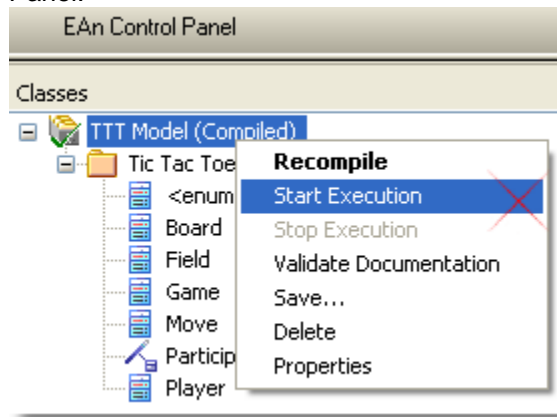 Panel.
EAn Control Panel
Classes
TTT Model (Compiled)
Tic Tac Toe
<enum
Board
Field
Game
Move
Particip
Player
Recompile
Start Execution
Stop Execution
Validate Documentation
Save...
Delete
Properties